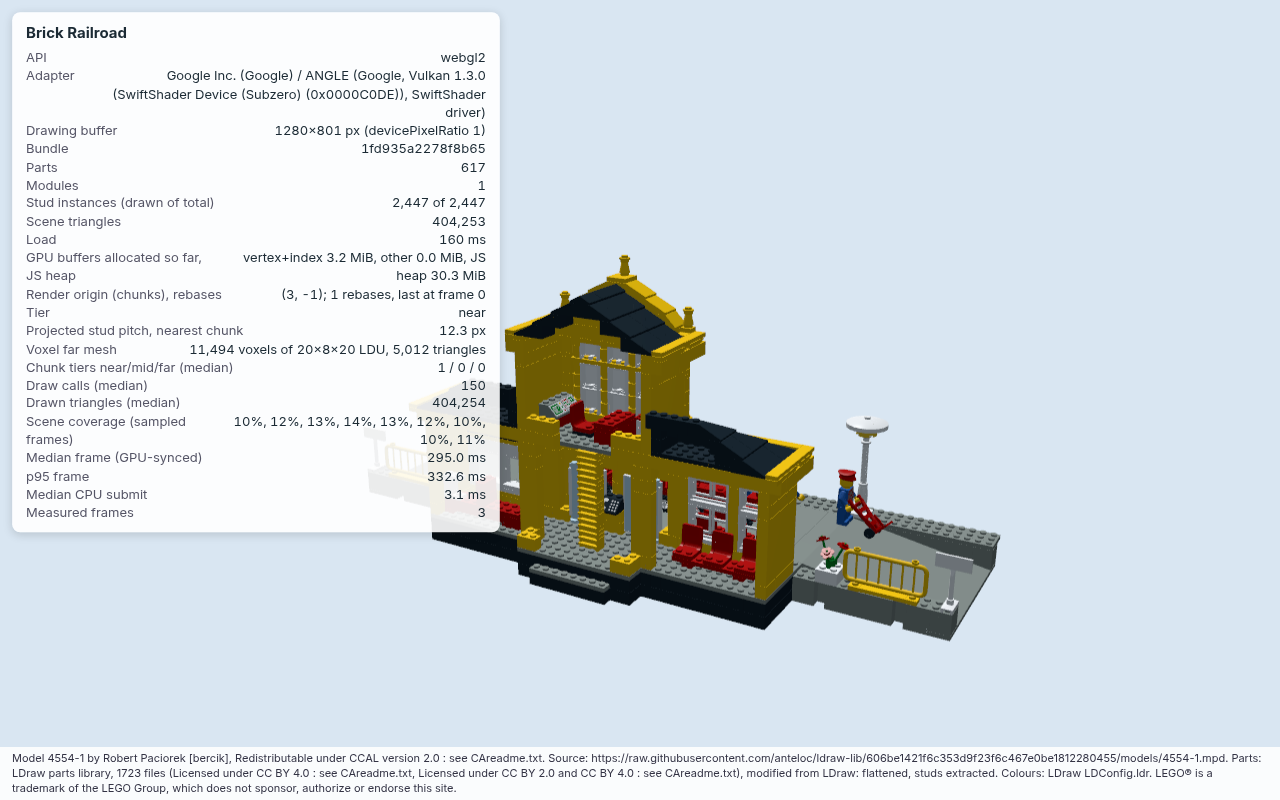 Brick Railroad
API webgl2
Adapter Google Inc. (Google) / ANGLE (Google, Vulkan 1.3.0
(SwiftShader Device (Subzero) (0x0000C0DE)), SwiftShader
driver)
Drawing buffer 1280×801 px (devicePixelRatio 1)
Bundle 1fd935a2278f8b65
Parts 617
Modules 1
Stud instances (drawn of total) 2,447 of 2,447
Scene triangles 404,253
Load 160 ms
GPU buffers allocated so far, vertex+index 3.2 MiB, other 0.0 MiB, JS
JS heap heap 30.3 MiB
Render origin (chunks), rebases (3, -1); 1 rebases, last at frame 0
Tier near
Projected stud pitch, nearest chunk 12.3 px
Voxel far mesh 11,494 voxels of 20×8×20 LDU, 5,012 triangles
Chunk tiers near/mid/far (median) 1 / 0 / 0
Draw calls (median) 150
Drawn triangles (median) 404,254
Scene coverage (sampled 10%, 12%, 13%, 14%, 13%, 12%, 10%,
frames) 10%, 11%
Median frame (GPU-synced) 295.0 ms
p95 frame 332.6 ms
Median CPU submit 3.1 ms
Measured frames 3
Model 4554-1 by Robert Paciorek [bercik], Redistributable under CCAL version 2.0 : see CAreadme.txt. Source: https://raw.githubusercontent.com/anteloc/ldraw-lib/606be1421f6c353d9f23f6c467e0be1812280455/models/4554-1.mpd. Parts:
LDraw parts library, 1723 files (Licensed under CC BY 4.0 : see CAreadme.txt, Licensed under CC BY 2.0 and CC BY 4.0 : see CAreadme.txt), modified from LDraw: flattened, studs extracted. Colours: LDraw LDConfig.ldr. LEGO® is a
trademark of the LEGO Group, which does not sponsor, authorize or endorse this site.